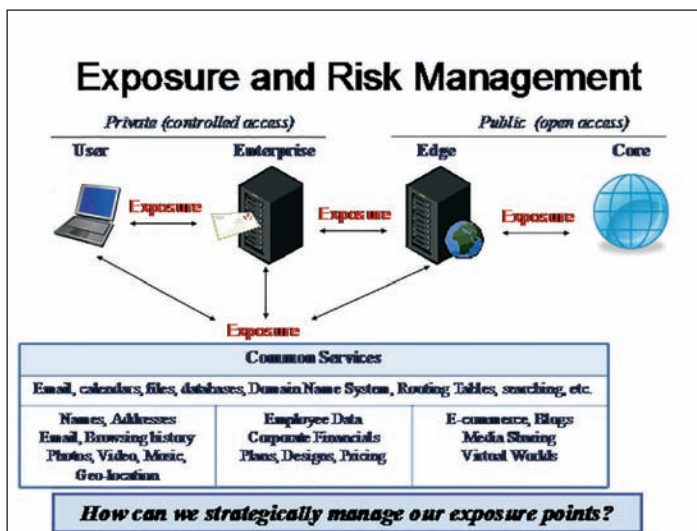 Exposure and Risk Management
Private (controlled access) Public (open access)
User Enterprise Edge Core
Exposure Exposure Exposure
Exposure
Common Services
Email, calendars, files, databases, Domain Name System, Routing Tables, searching, etc.
Names, Addresses
Email, Browsing history
Photos, Video, Music,
Geo-location
Employee Data
Corporate Financials
Plans, Designs, Pricing
E-commerce, Blogs
Media Sharing
Virtual Worlds
How can we strategically manage our exposure points?